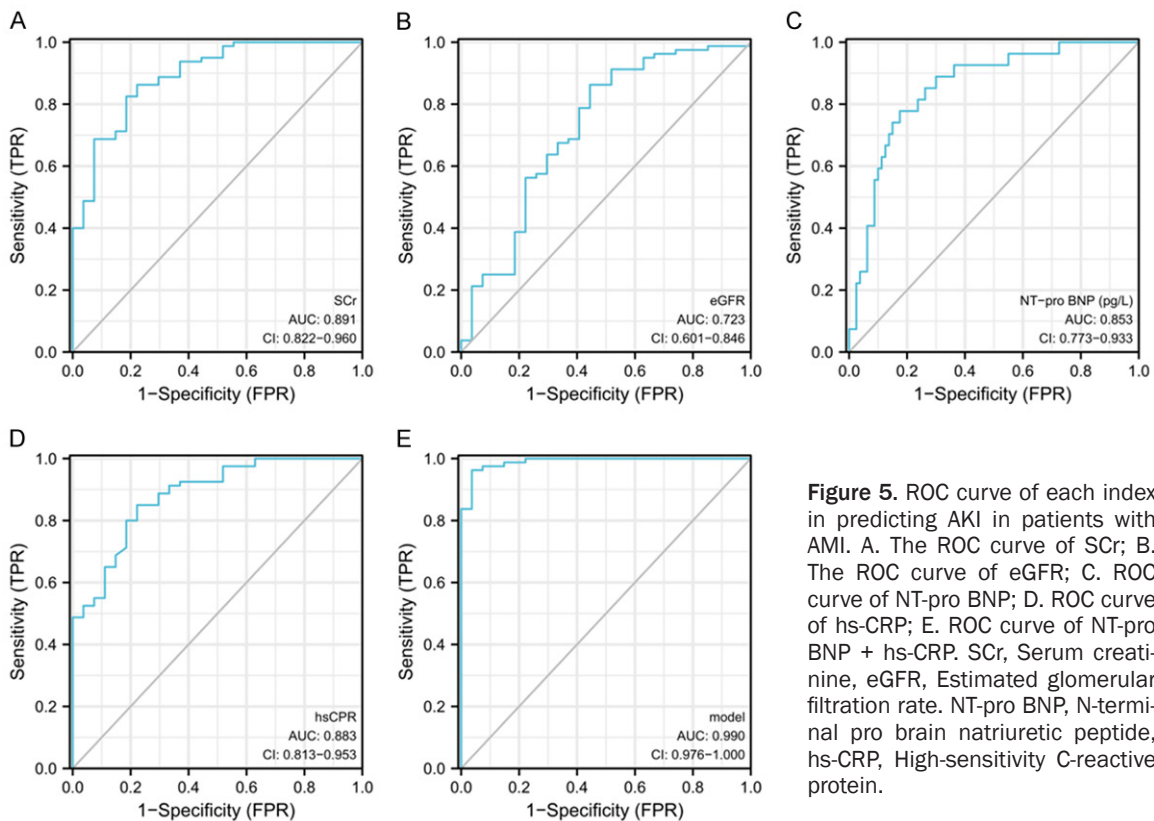 A
1.0
0.8
0.6
0.4
0.2
0.0
Sensitivity (TPR)
SCr
AUC: 0.891
CI: 0.822−0.960
0.0 0.2 0.4 0.6 0.8 1.0
1−Specificity (FPR)
B
1.0
0.8
0.6
0.4
0.2
0.0
Sensitivity (TPR)
eGFR
AUC: 0.723
CI: 0.601−0.846
0.0 0.2 0.4 0.6 0.8 1.0
1−Specificity (FPR)
C
1.0
0.8
0.6
0.4
0.2
0.0
Sensitivity (TPR)
NT−pro BNP (pg/L)
AUC: 0.853
CI: 0.773−0.933
0.0 0.2 0.4 0.6 0.8 1.0
1−Specificity (FPR)
D
1.0
0.8
0.6
0.4
0.2
0.0
Sensitivity (TPR)
hsCPR
AUC: 0.883
CI: 0.813−0.953
0.0 0.2 0.4 0.6 0.8 1.0
1−Specificity (FPR)
E
1.0
0.8
0.6
0.4
0.2
0.0
Sensitivity (TPR)
model
AUC: 0.990
CI: 0.976−1.000
0.0 0.2 0.4 0.6 0.8 1.0
1−Specificity (FPR)
Figure 5. ROC curve of each index
in predicting AKI in patients with
AMI. A. The ROC curve of SCr; B.
The ROC curve of eGFR; C. ROC
curve of NT-pro BNP; D. ROC curve
of hs-CRP; E. ROC curve of NT-pro
BNP + hs-CRP. SCr, Serum creati-
nine, eGFR, Estimated glomerular
filtration rate. NT-pro BNP, N-termi-
nal pro brain natriuretic peptide,
hs-CRP, High-sensitivity C-reactive
protein.